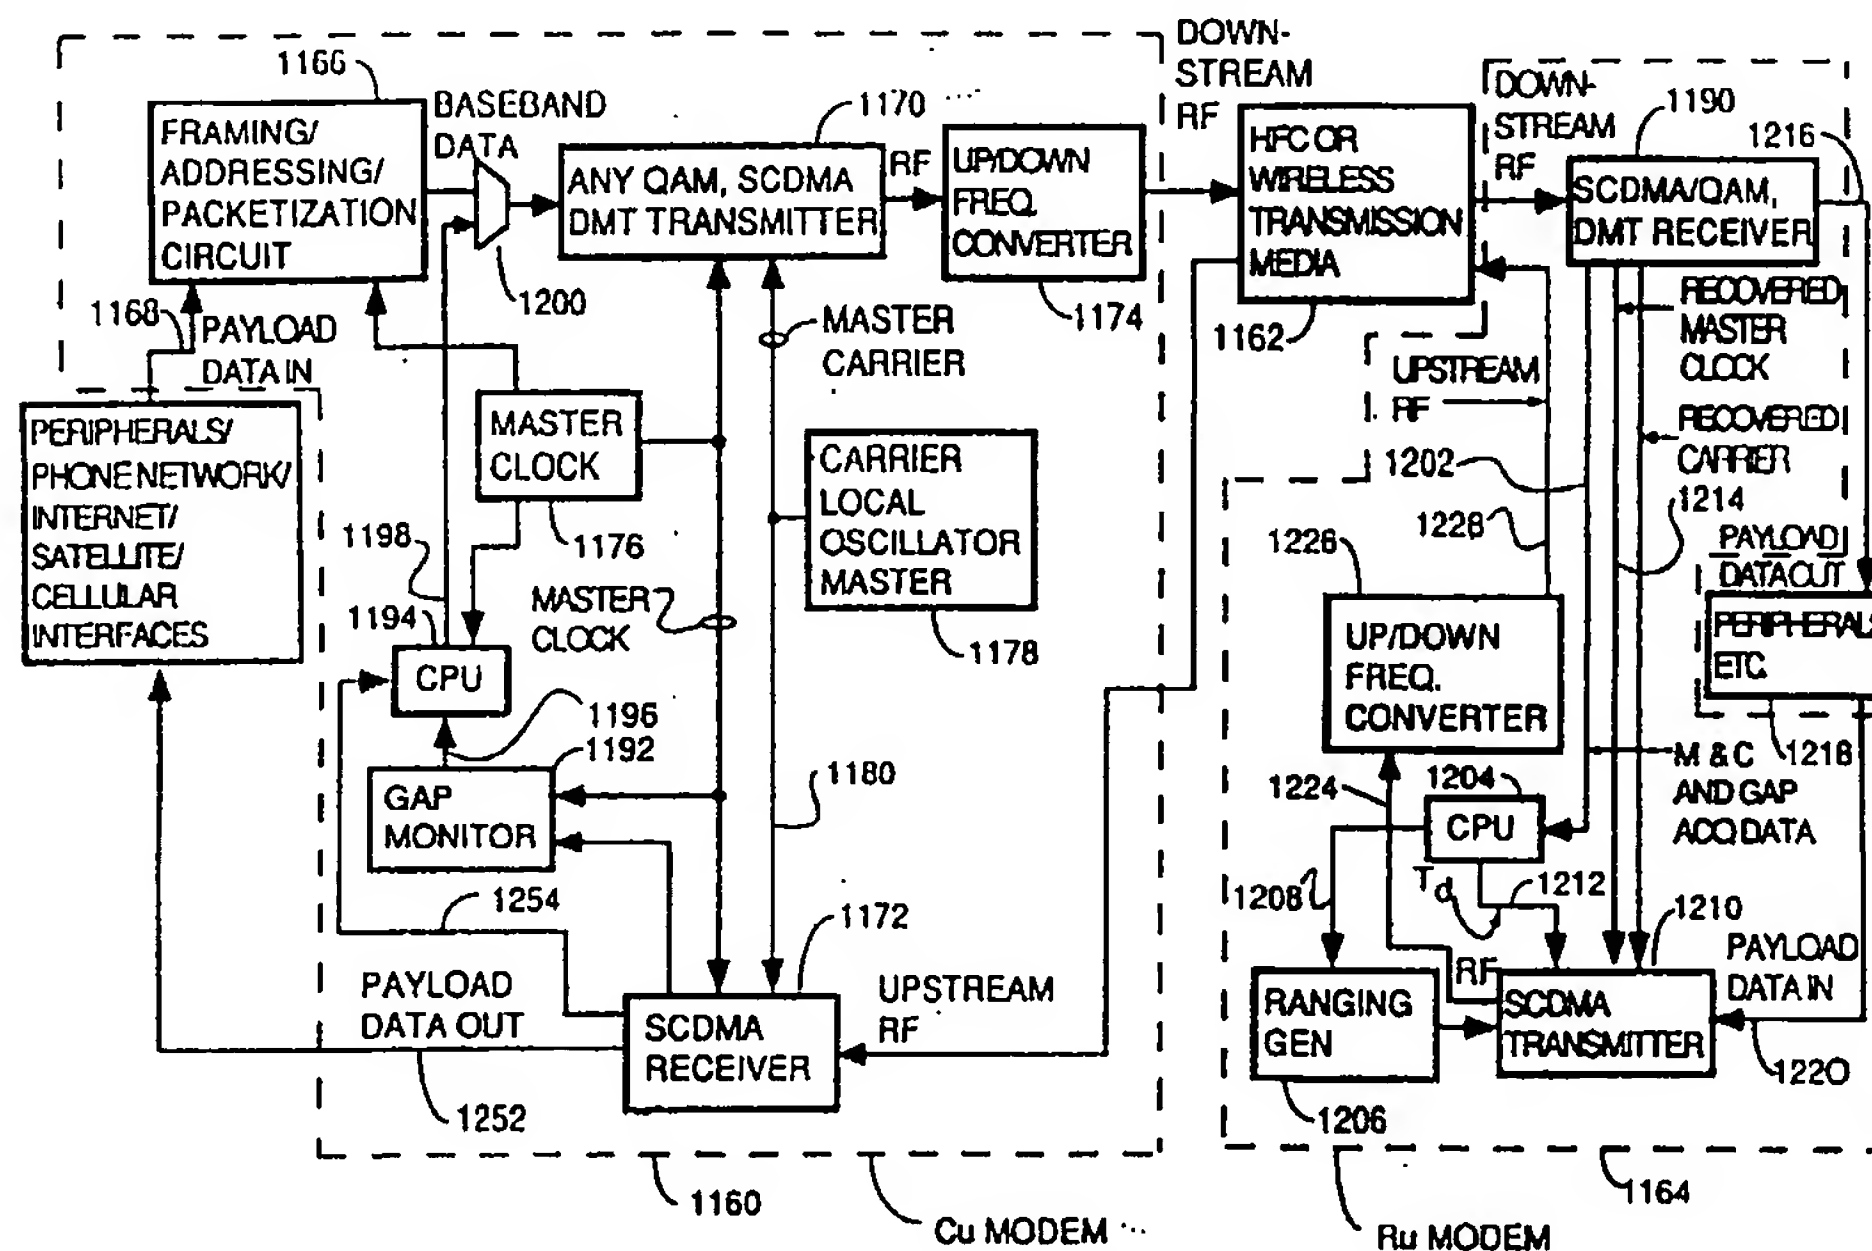 1166
FRAMING/
ADDRESSING/
PACKETIZATION
CIRCUIT
BASEBAND
DATA
1200
1170
ANY QAM, SCDMA
DMT TRANSMITTER
RF
UP/DOWN
FREQ.
CONVERTER
1174
DOWN-
STREAM
RF
HFC OR
WIRELESS
TRANSMISSION
MEDIA
1162
DOWN-
STREAM
RF
1190
SCDMA/QAM,
DMT RECEIVER
1216
1168
PAYLOAD
DATA IN
MASTER
CARRIER
RECOVERED
MASTER
CLOCK
UPSTREAM
RF
RECOVERED
CARRIER
PERIPHERALS/
PHONE NETWORK/
INTERNET/
SATELLITE/
CELLULAR
INTERFACES
MASTER
CLOCK
1176
CARRIER
LOCAL
OSCILLATOR
MASTER
1178
1202
1214
1228
1226
1198
1194
MASTER
CLOCK
CPU
UP/DOWN
FREQ.
CONVERTER
PAYLOAD
DATA OUT
PERIPHERALS
ETC.
1218
1196
1192
GAP
MONITOR
1180
1224
1204
CPU
M & C
AND GAP
ACQ DATA
1208
Td
1212
1254
1172
1210
PAYLOAD
DATA IN
PAYLOAD
DATA OUT
SCDMA
RECEIVER
UPSTREAM
RF
RANGING
GEN
RF
SCDMA
TRANSMITTER
1220
1252
1206
1160
Cu MODEM
1164
Ru MODEM